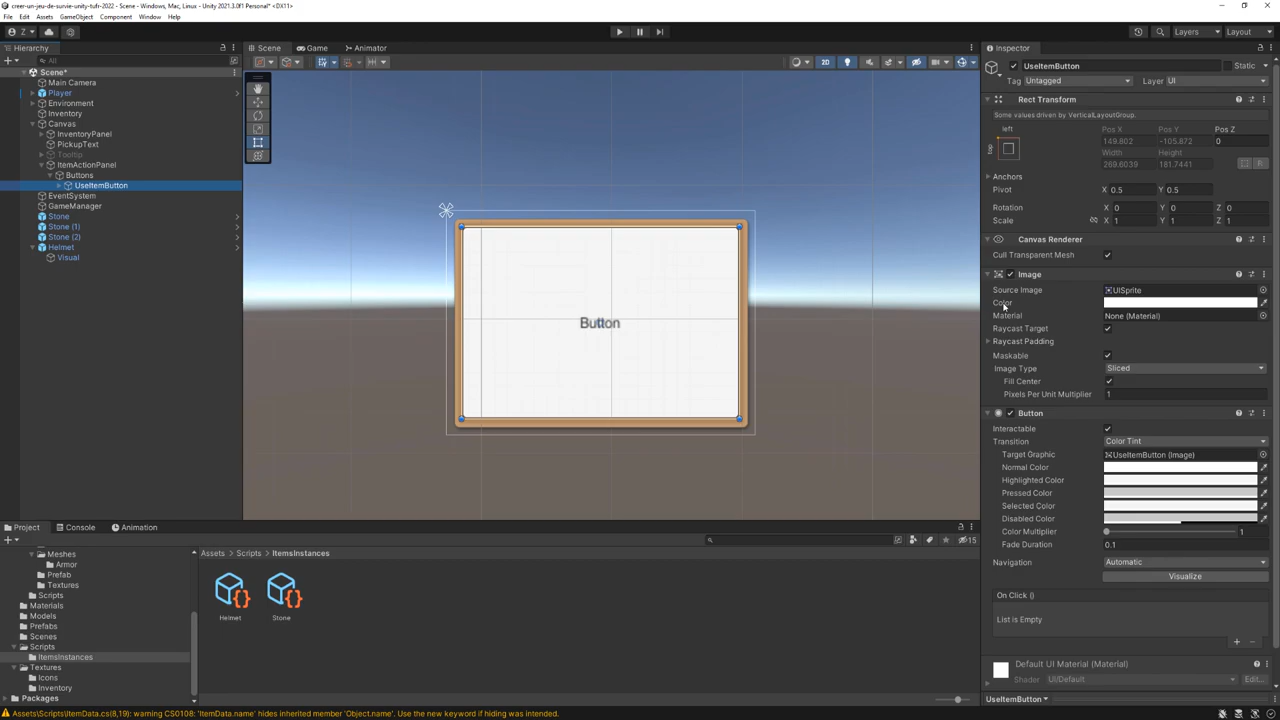 creer-un-jeu-de-survie-unity-tufr-2022 - Scene - Windows, Mac, Linux - Unity 2021.3.0f1 Personal* <DX11>
File Edit Assets GameObject Component Window Help
Z Layers Layout
Hierarchy
All
Scene*
Main Camera
Player
Environment
Inventory
Canvas
InventoryPanel
PickupText
Tooltip
ItemActionPanel
Buttons
UseItemButton
EventSystem
GameManager
Stone
Stone (1)
Stone (2)
Helmet
Visual
Scene Game Animator
2D
Button
Inspector
UseItemButton Static
Tag Untagged Layer UI
Rect Transform
Some values driven by VerticalLayoutGroup.
left Pos X Pos Y Pos Z
top 149.802 -105.872 0
Width Height
269.6039 181.7441
Anchors
Pivot X 0.5 Y 0.5
Rotation X 0 Y 0 Z 0
Scale X 1 Y 1 Z 1
Canvas Renderer
Cull Transparent Mesh
Image
Source Image UISprite
Color
Material None (Material)
Raycast Target
Raycast Padding
Maskable
Image Type Sliced
Fill Center
Pixels Per Unit Multiplier 1
Button
Interactable
Transition Color Tint
Target Graphic UseItemButton (Image)
Normal Color
Highlighted Color
Pressed Color
Selected Color
Disabled Color
Color Multiplier 1
Fade Duration 0.1
Navigation Automatic
Visualize
On Click ()
List is Empty
Default UI Material (Material)
Shader UI/Default Edit...
UseItemButton
Project Console Animation
15
Meshes
Armor
Prefab
Textures
Scripts
Materials
Models
Prefabs
Scenes
Scripts
ItemsInstances
Textures
Icons
Inventory
Packages
Assets Scripts ItemsInstances
Helmet Stone
Assets\Scripts\ItemData.cs(8,19): warning CS0108: 'ItemData.name' hides inherited member 'Object.name'. Use the new keyword if hiding was intended.